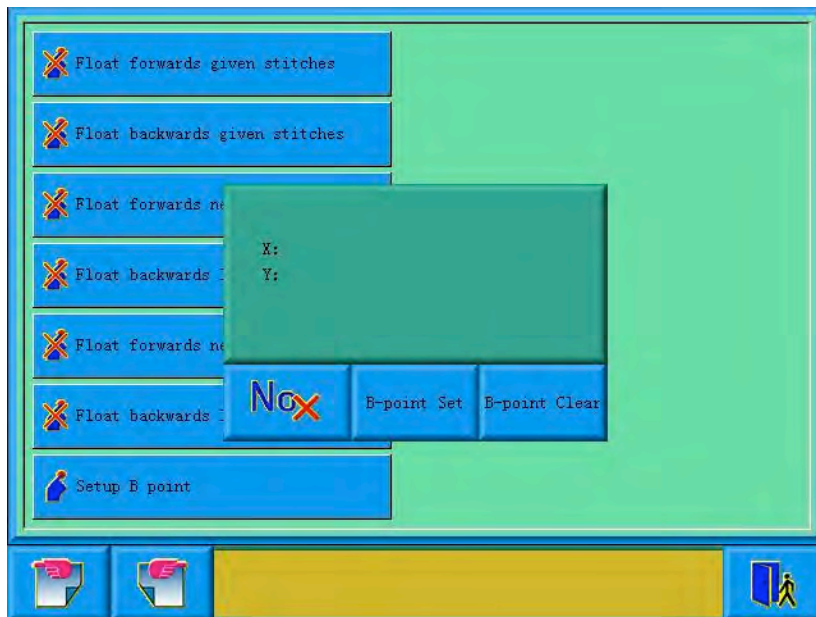 Float forwards given stitches
Float backwards given stitches
Float forwards
Float backwards
Float forwards
Float backwards
Setup B point
X:
Y:
No
B-point Set
B-point Clear